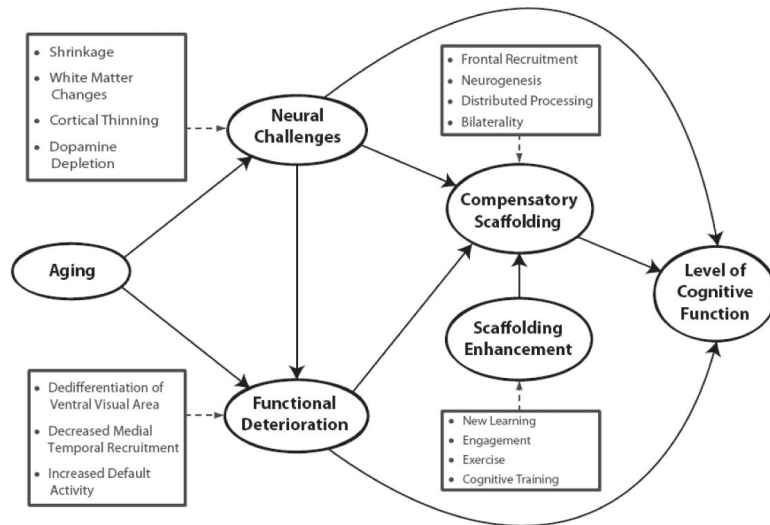 • Shrinkage
• White Matter
Changes
• Cortical Thinning
• Dopamine
Depletion
Neural
Challenges
• Frontal Recruitment
• Neurogenesis
• Distributed Processing
• Bilaterality
Compensatory
Scaffolding
Aging
Level of
Cognitive
Function
Scaffolding
Enhancement
• Dedifferentiation of
Ventral Visual Area
• Decreased Medial
Temporal Recruitment
• Increased Default
Activity
Functional
Deterioration
• New Learning
• Engagement
• Exercise
• Cognitive Training